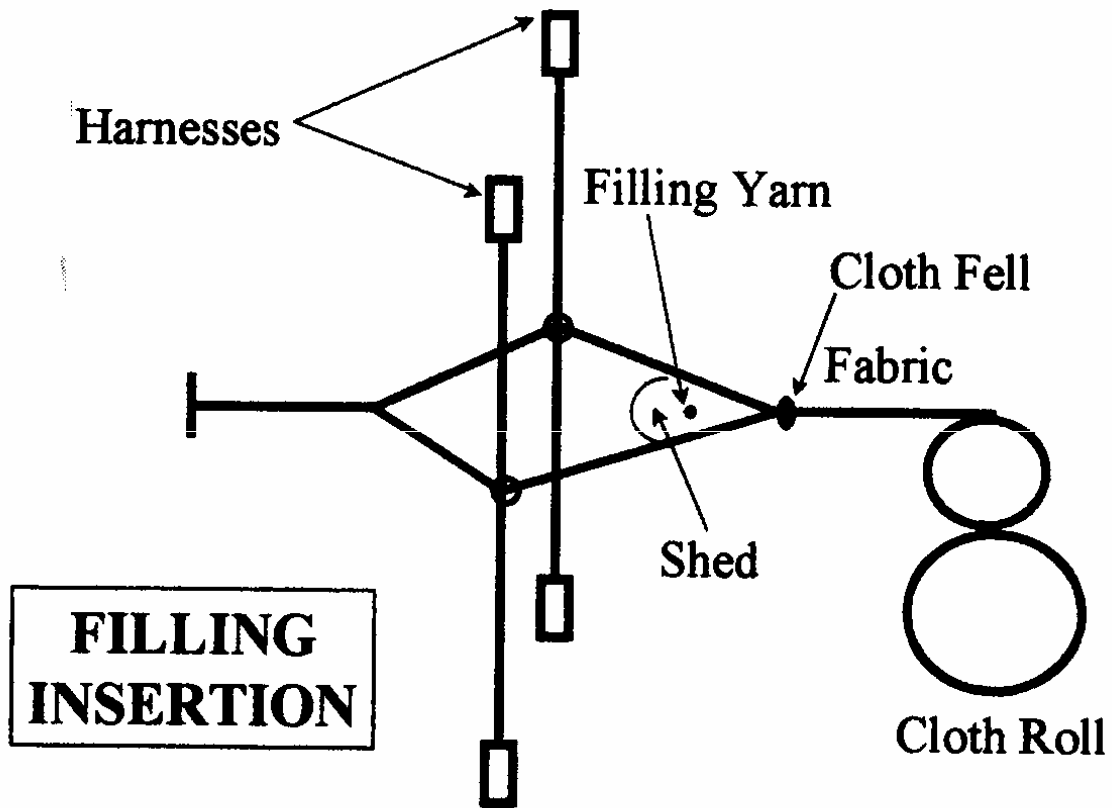 Harnesses
Filling Yarn
Cloth Fell
Fabric
Shed
FILLING
INSERTION
Cloth Roll